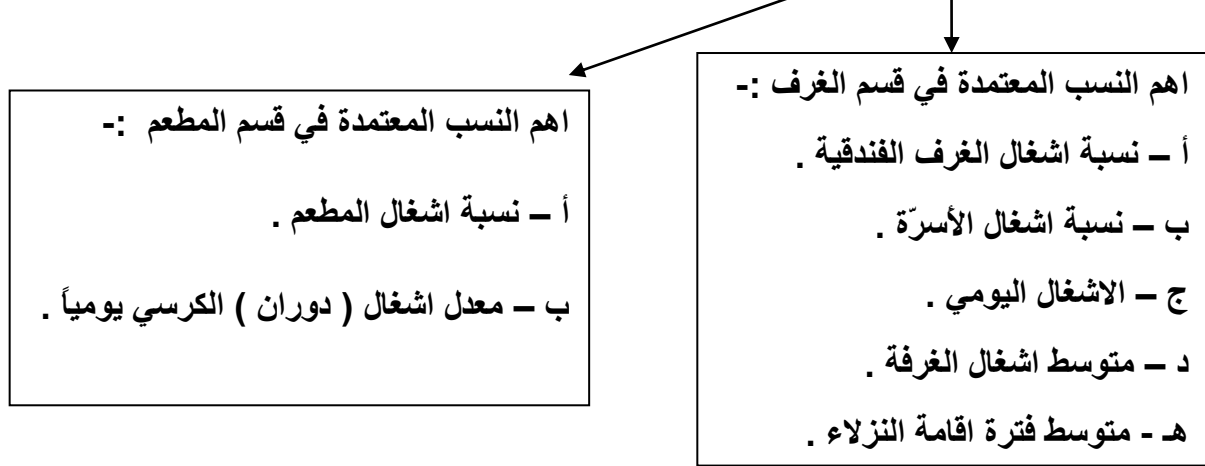 اهم النسب المعتمدة في قسم الغرف :-
أ – نسبة اشغال الغرف الفندقية .
ب – نسبة اشغال الأسرّة .
ج – الاشغال اليومي .
د – متوسط اشغال الغرفة .
هـ - متوسط فترة اقامة النزلاء .
اهم النسب المعتمدة في قسم المطعم :-
أ – نسبة اشغال المطعم .
ب – معدل اشغال ( دوران ) الكرسي يومياً .